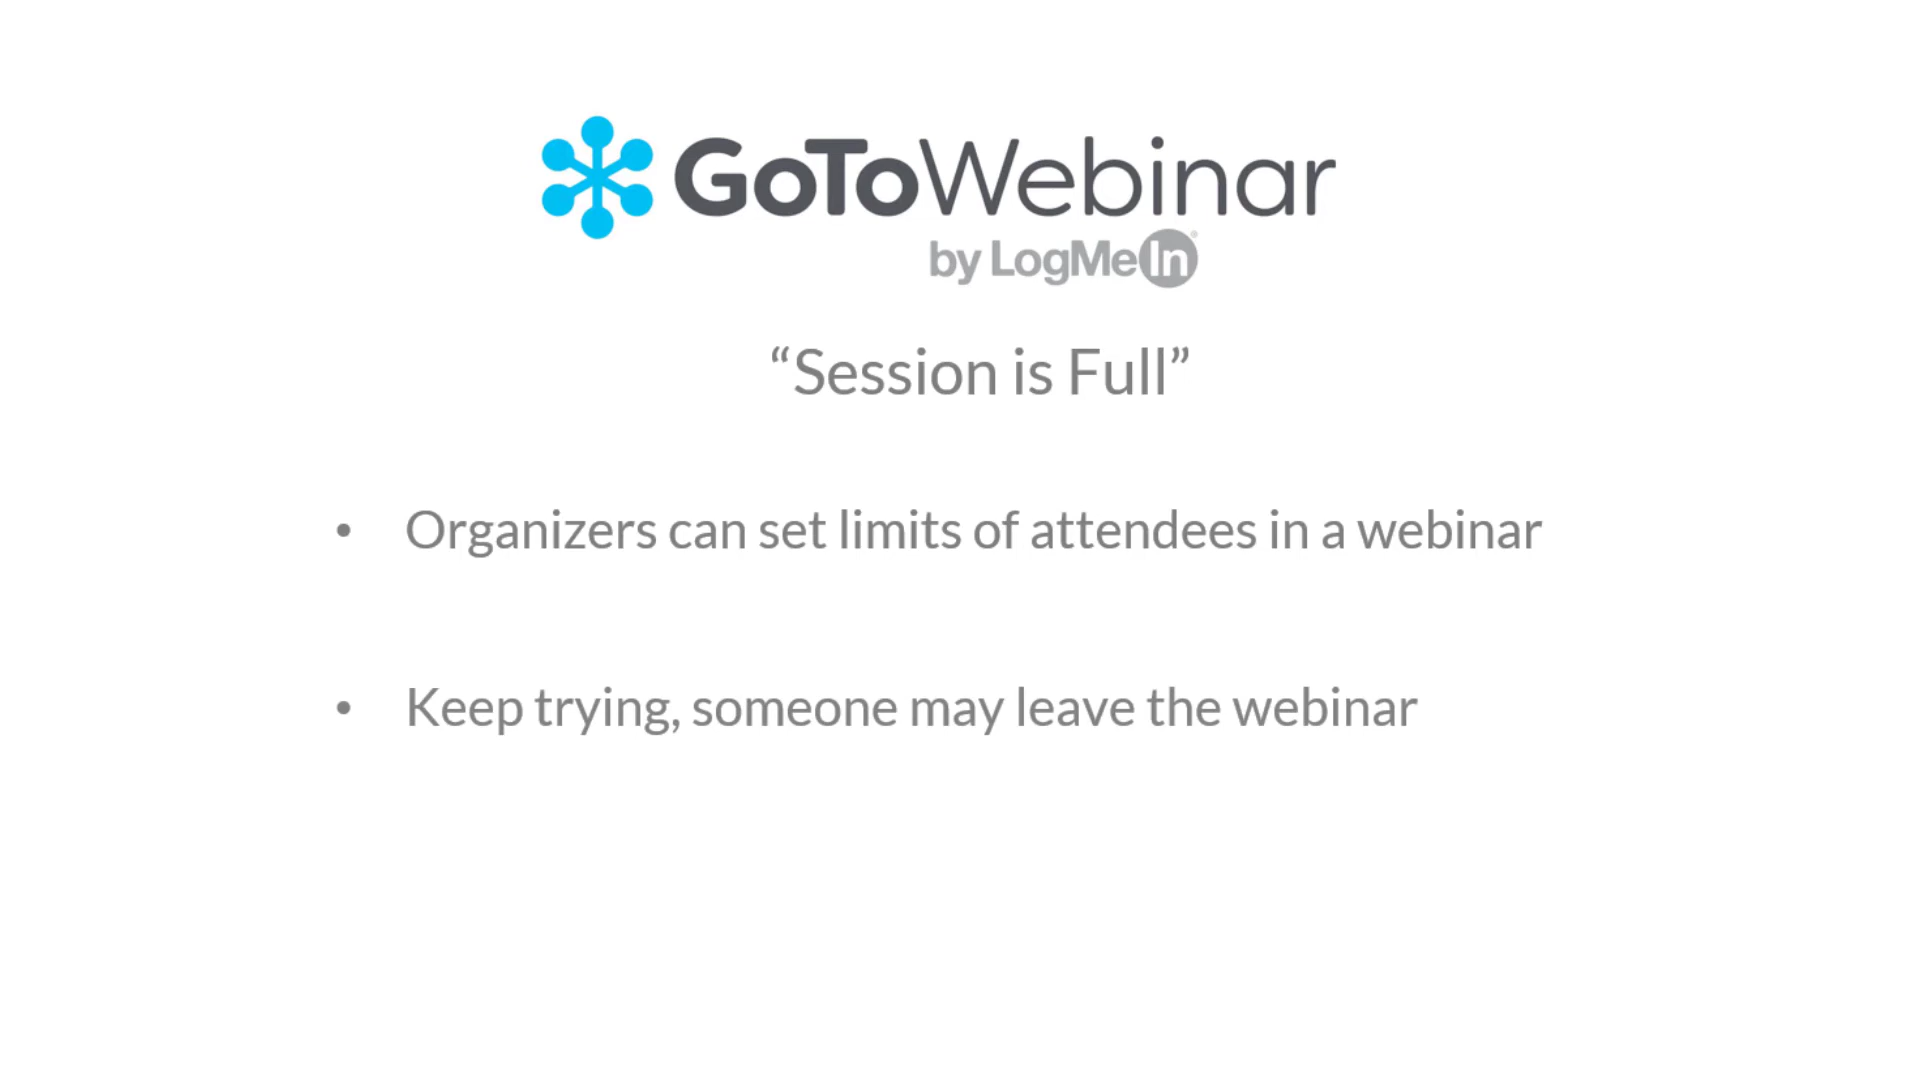 GoToWebinar
by LogMeIn
“Session is Full”
• Organizers can set limits of attendees in a webinar
• Keep trying, someone may leave the webinar